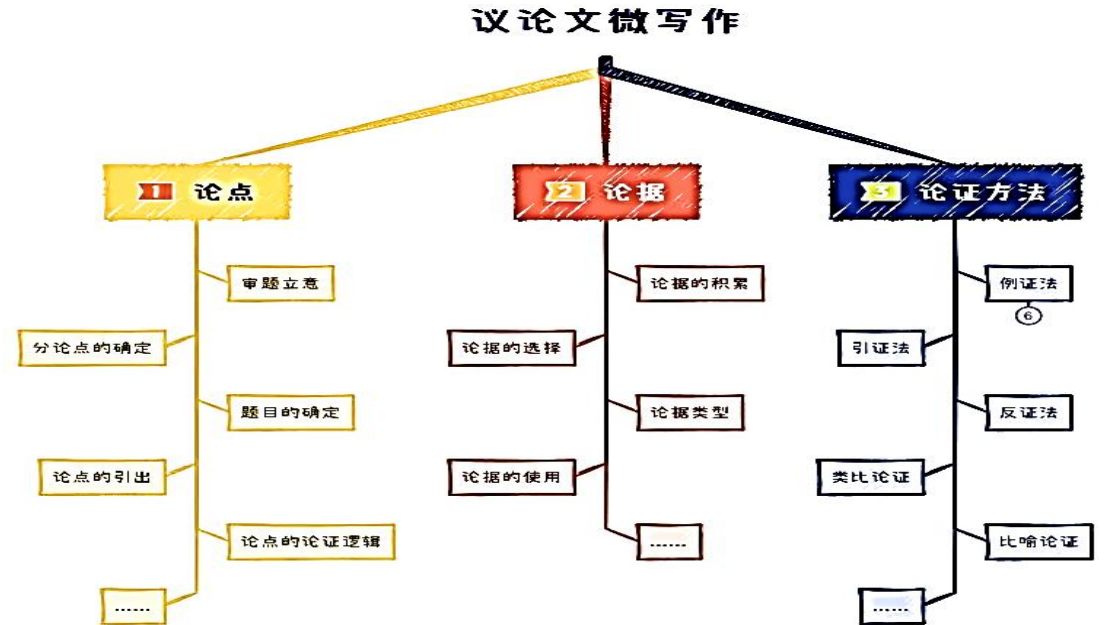 议论文微写作
1 论点
审题立意
分论点的确定
题目的确定
论点的引出
论点的论证逻辑
......
2 论据
论据的积累
论据的选择
论据类型
论据的使用
......
3 论证方法
例证法
6
引证法
反证法
类比论证
比喻论证
......